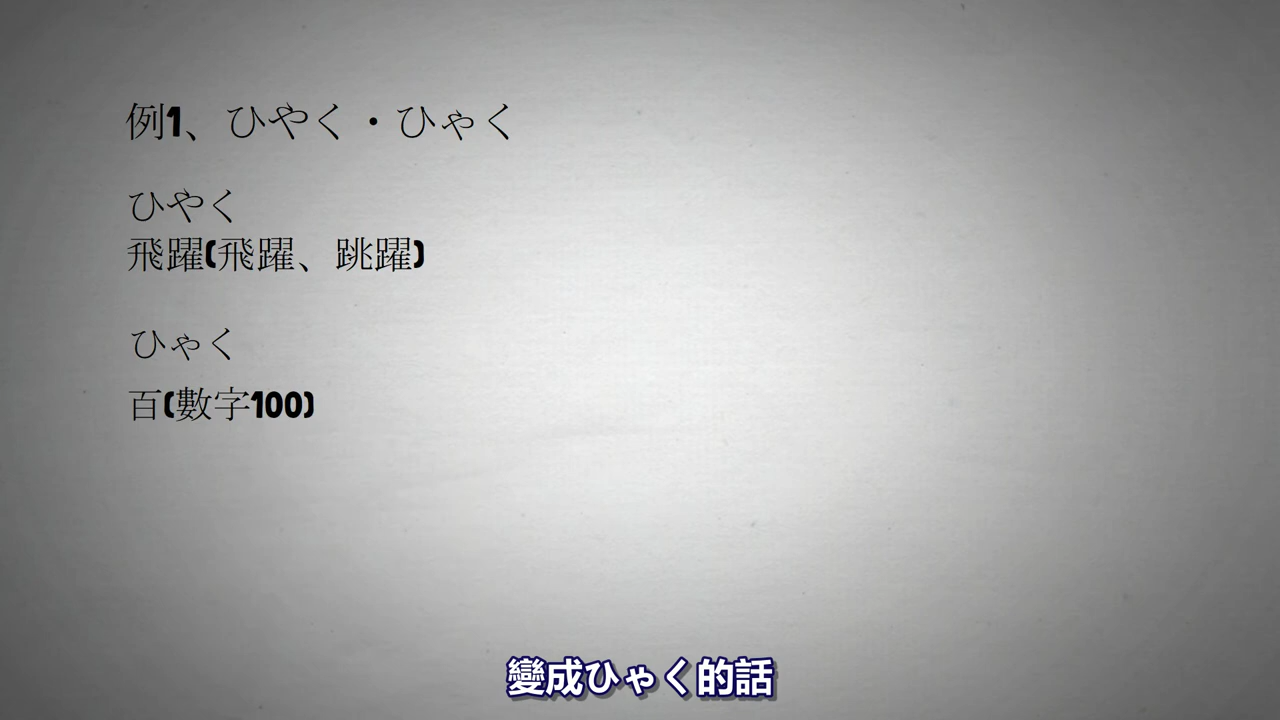 例1、ひやく・ひゃく
ひやく
飛躍(飛躍、跳躍)
ひゃく
百(數字100)
變成ひゃく的話